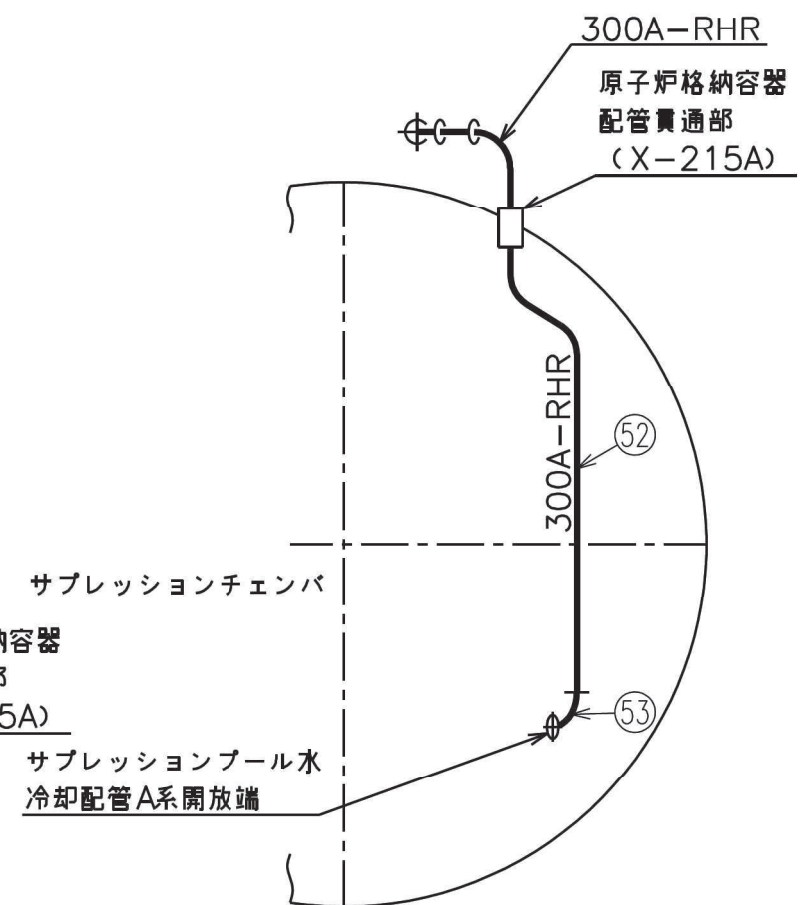 300A-RHR
原子炉格納容器
配管貫通部
(X-215A)
300A-RHR
52
サプレッションチェンバ
納容器
部
5A)
53
サプレッションプール水
冷却配管A系開放端